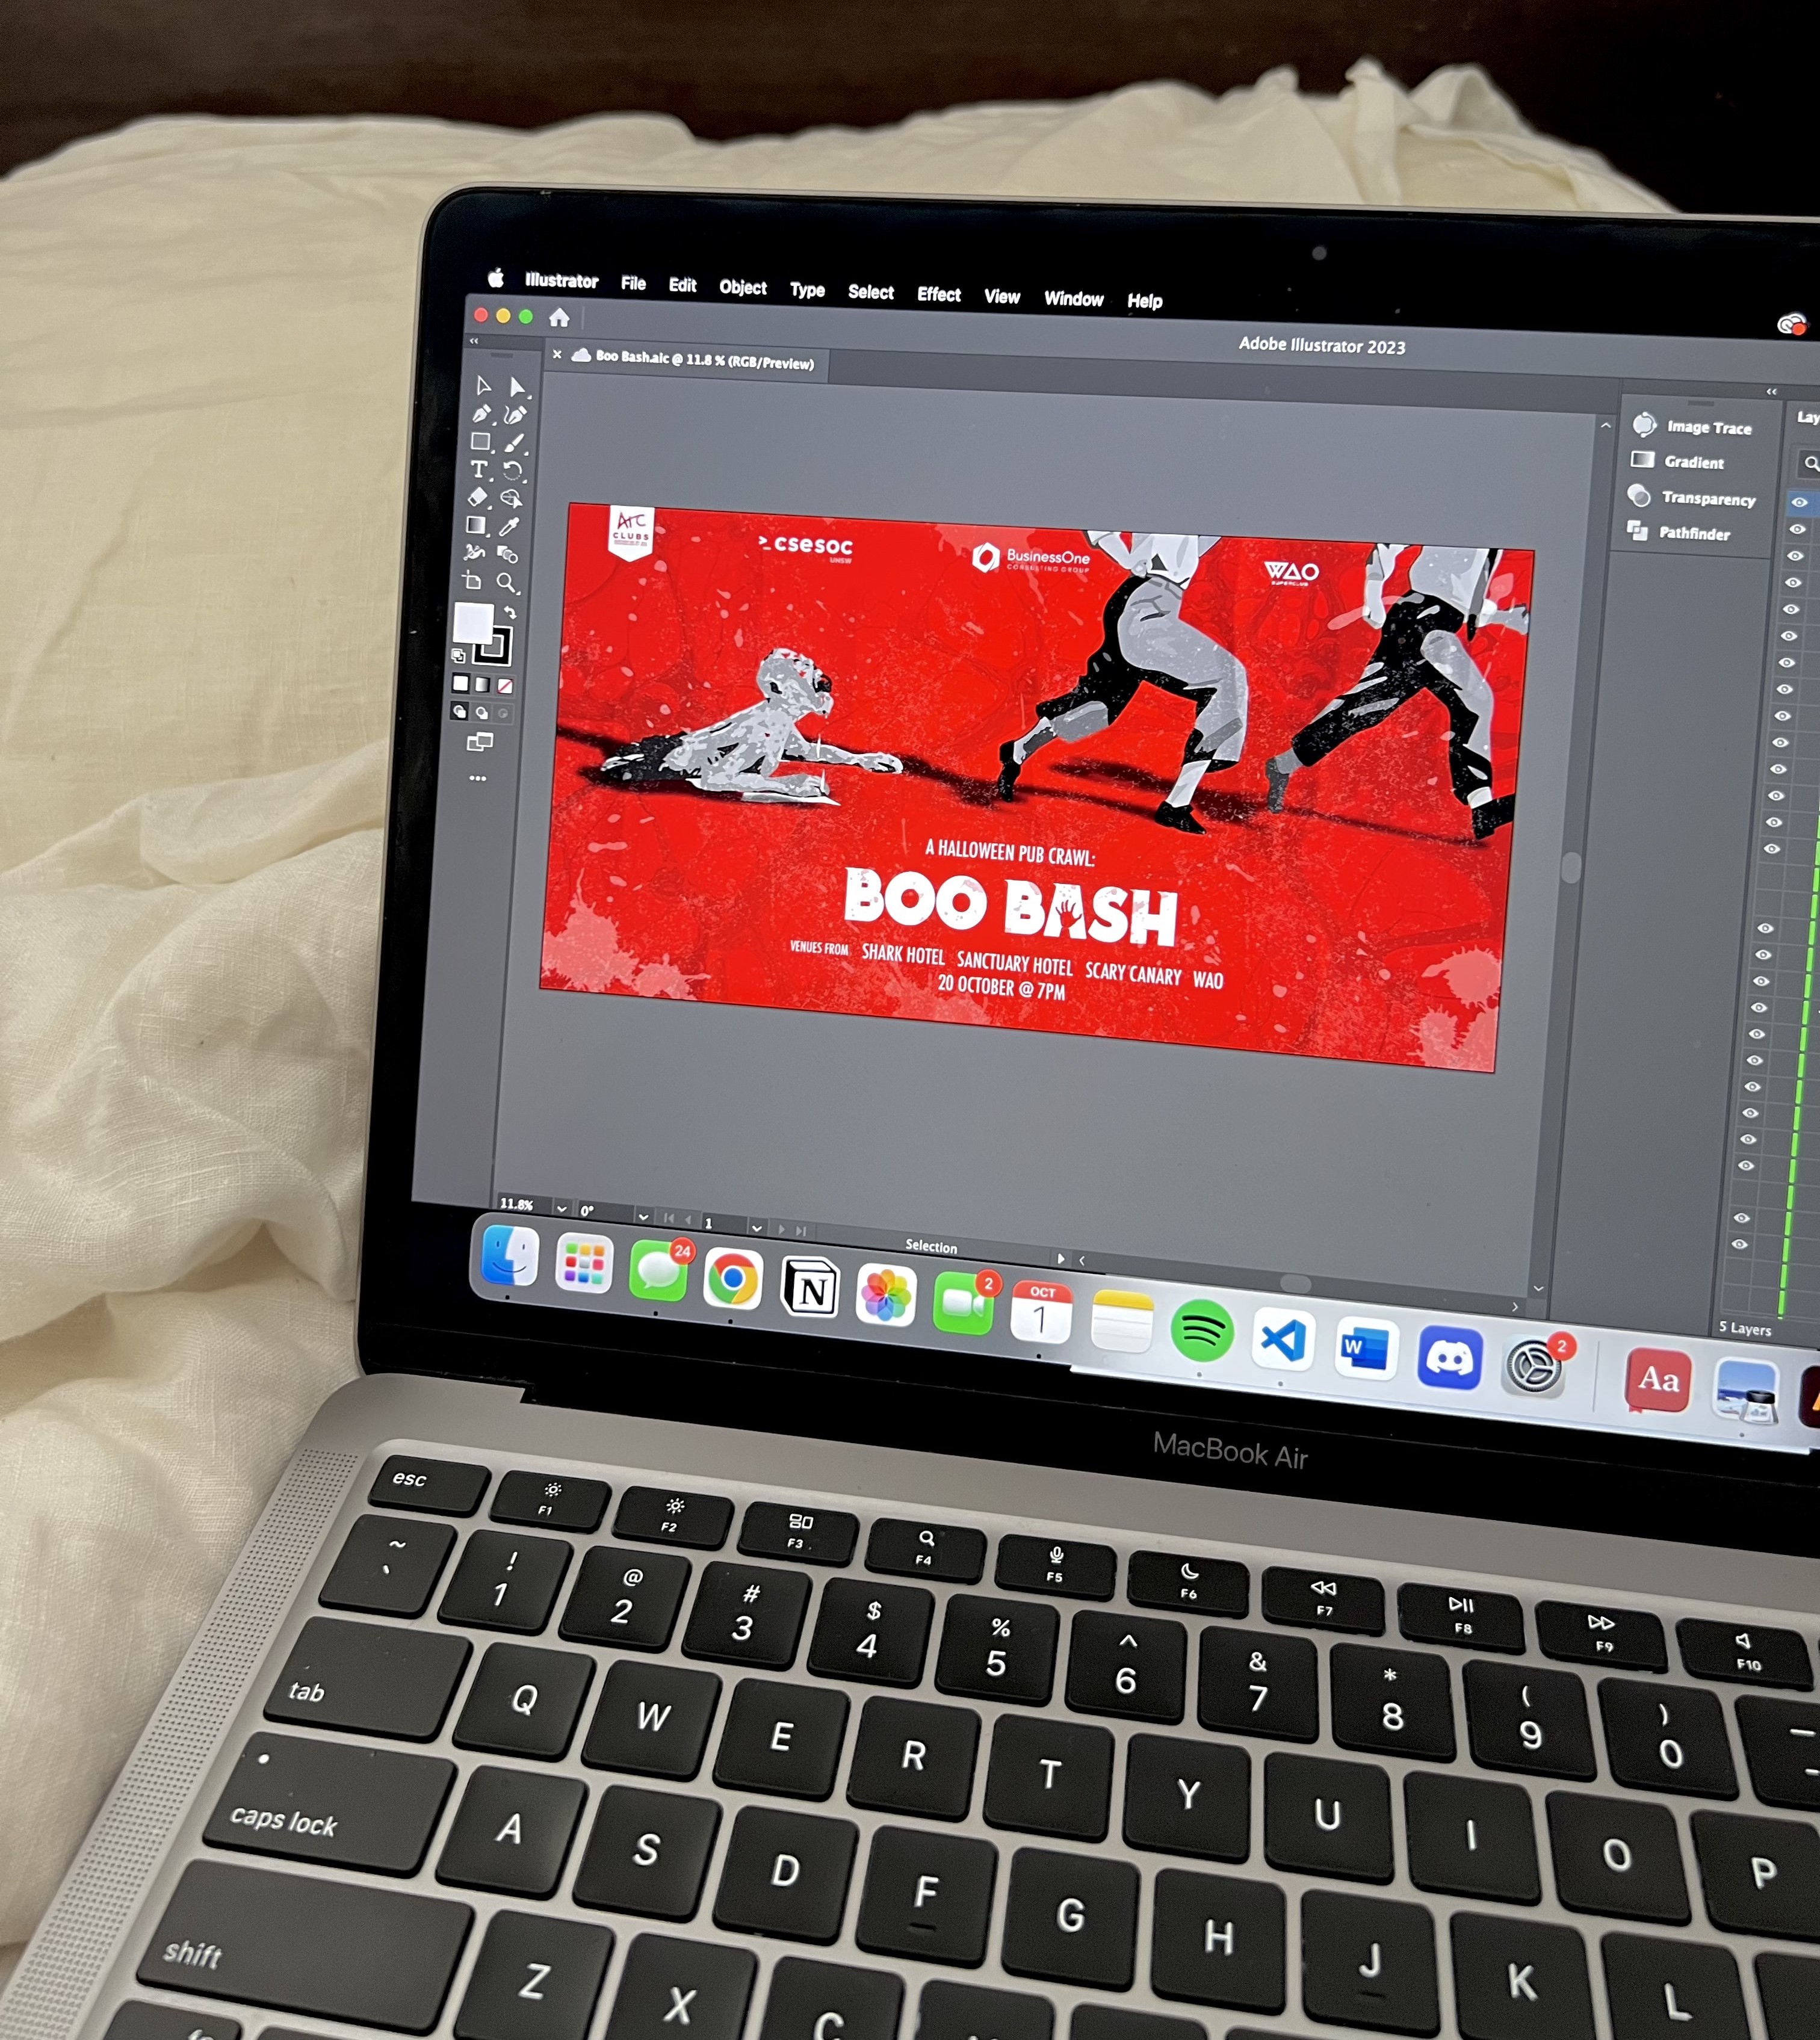 Illustrator File Edit Object Type Select Effect View Window Help
Adobe Illustrator 2023
× Boo Bash.aic @ 11.8 % (RGB/Preview)
Image Trace
Gradient
Transparency
Pathfinder
Lay
Arc
CLUBS
>_csesoc
UNSW
BusinessOne
CONSULTING GROUP
WAO
SUPERCLUB
A HALLOWEEN PUB CRAWL:
BOO BASH
VENUES FROM SHARK HOTEL SANCTUARY HOTEL SCARY CANARY WAO
20 OCTOBER @ 7PM
11.8% 0° 1 Selection
5 Layers
24
N
2
OCT
1
W
2
Aa
MacBook Air
esc F1 F2 F3 F4 F5 F6 F7 F8 F9 F10
~ ! @ # $ % ^ & * ( ) —
` 1 2 3 4 5 6 7 8 9 0 -
tab Q W E R T Y U I O P
caps lock A S D F G H J K L
shift Z X C